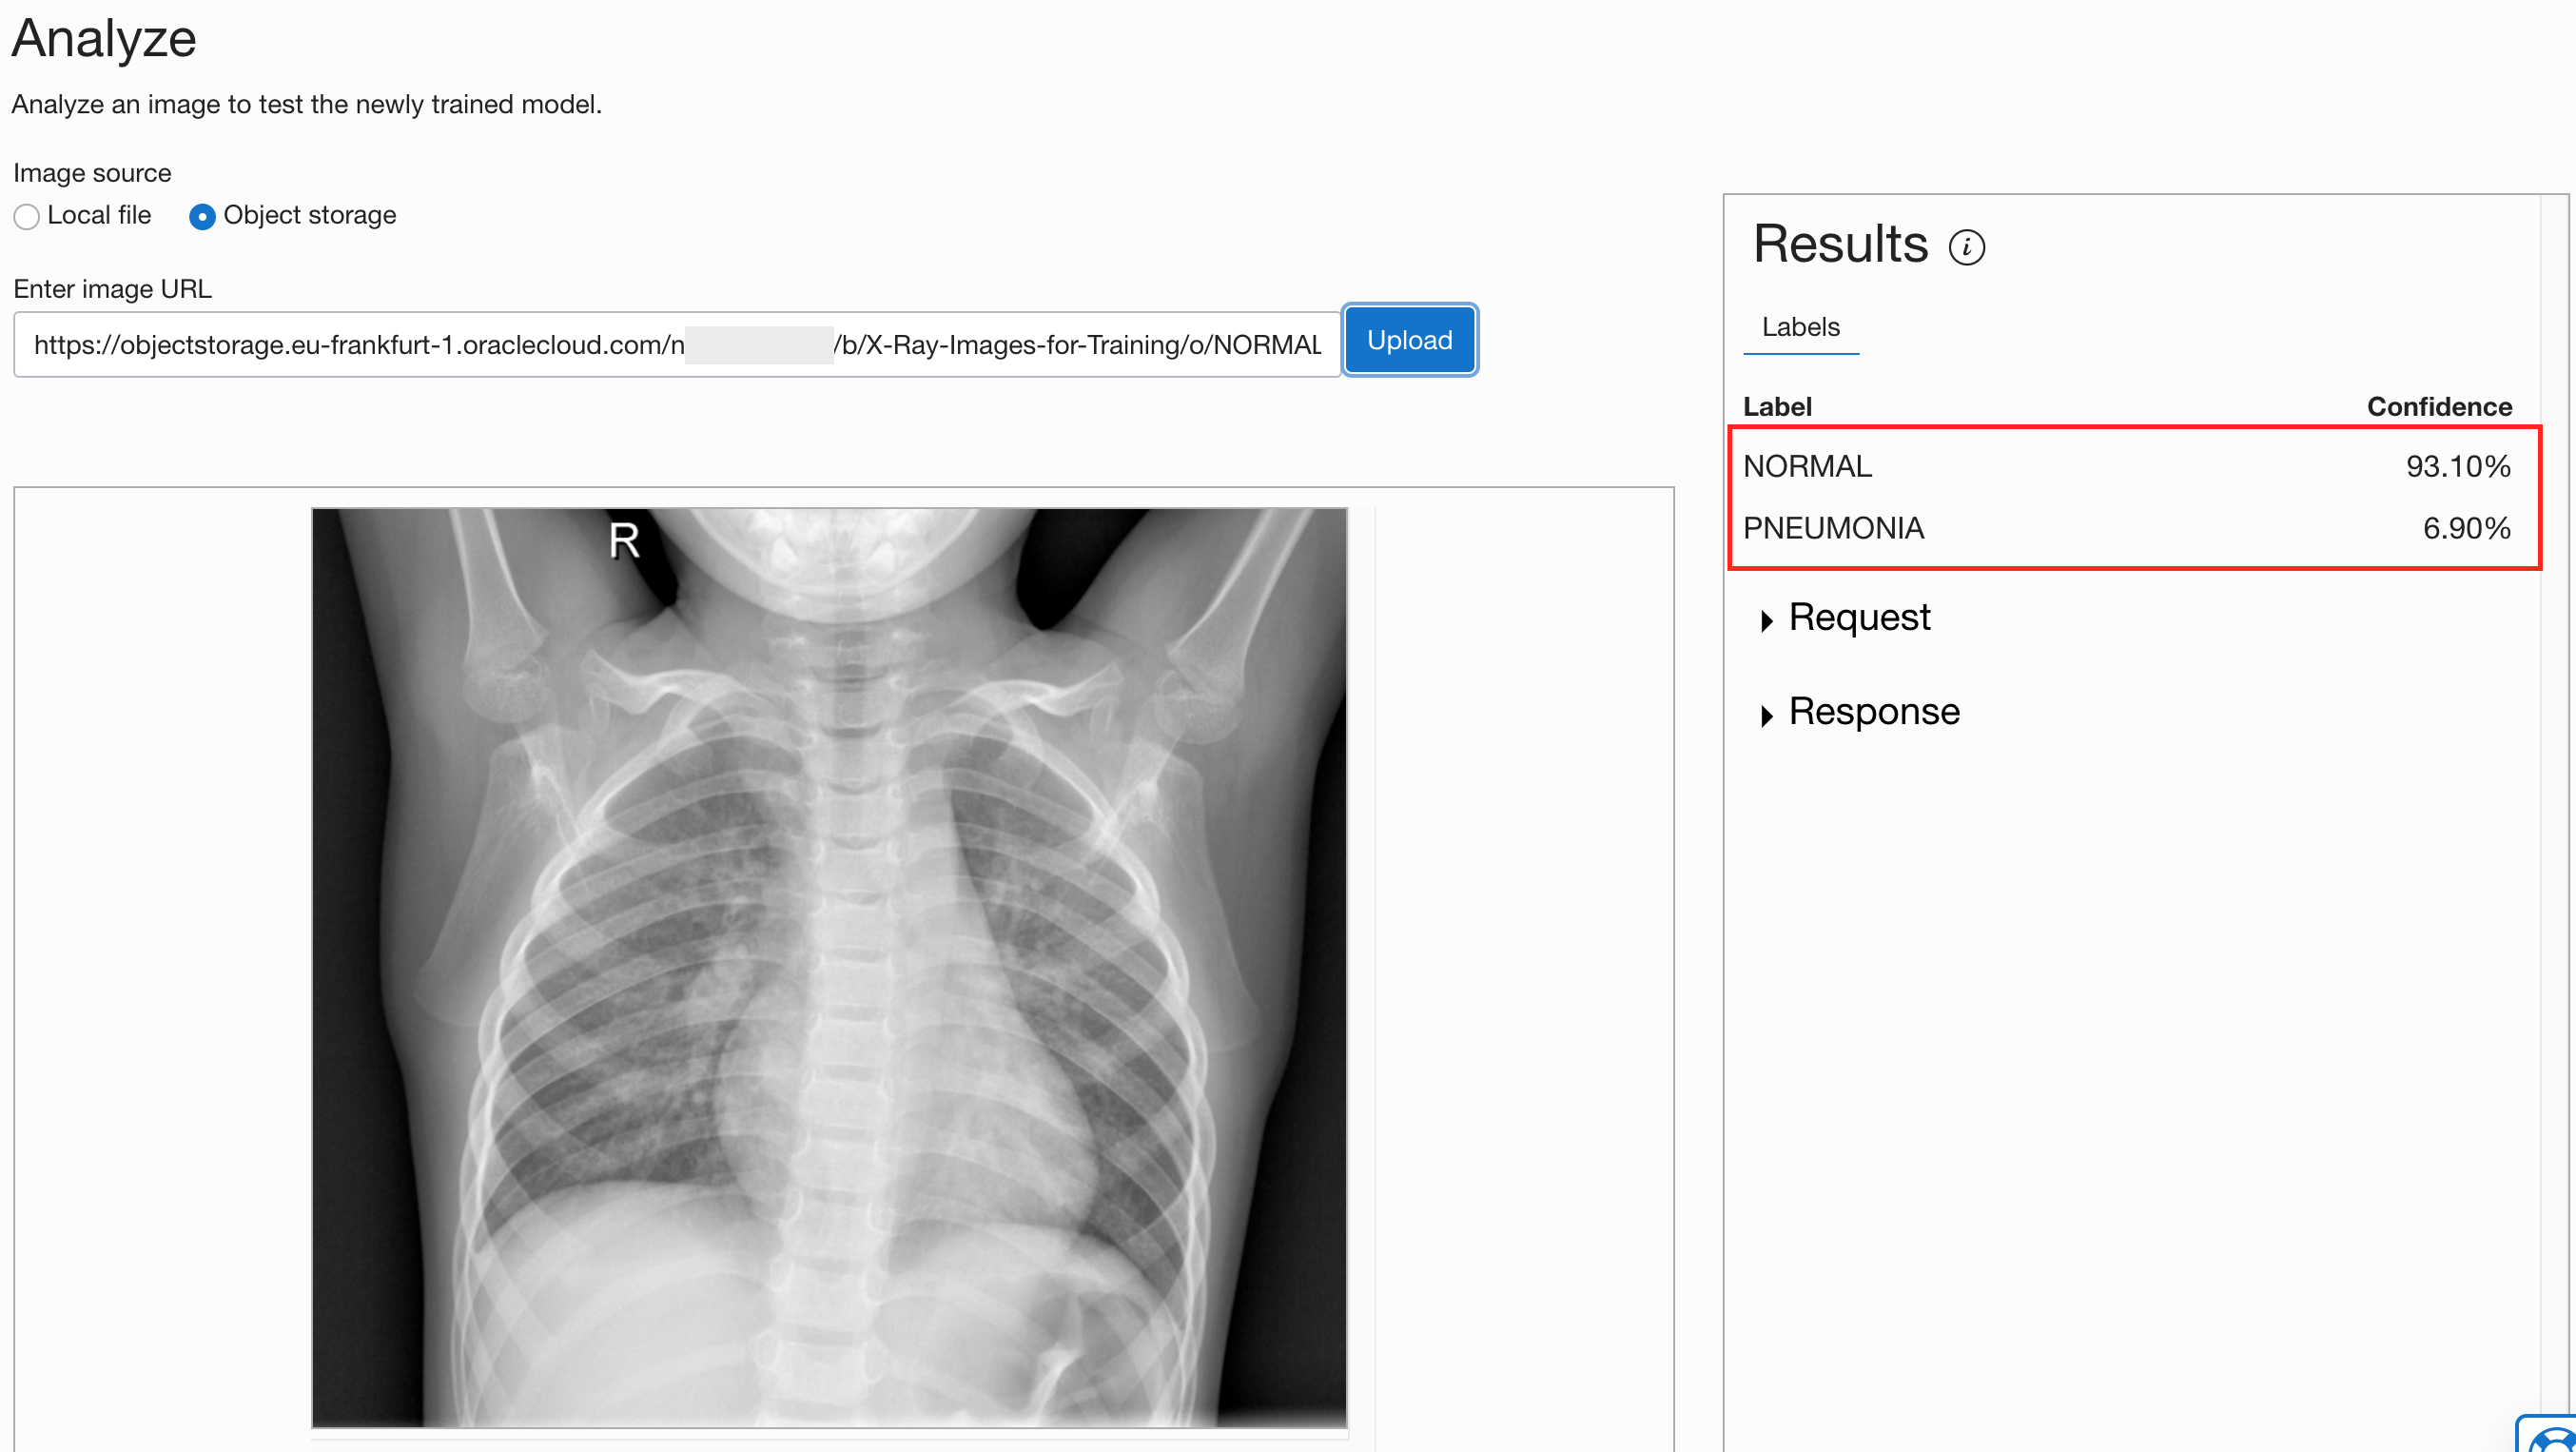 Analyze
Analyze an image to test the newly trained model.
Image source
Local file
Object storage
Enter image URL
https://objectstorage.eu-frankfurt-1.oraclecloud.com/n /b/X-Ray-Images-for-Training/o/NORMAL
Upload
R
Results i
Labels
Label Confidence
NORMAL 93.10%
PNEUMONIA 6.90%
Request
Response